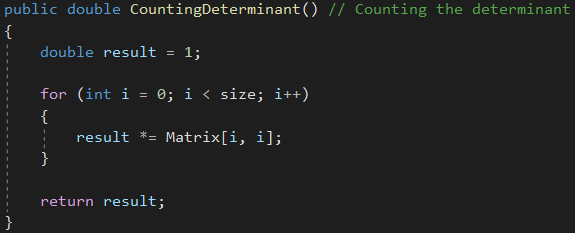 public double CountingDeterminant() // Counting the determinant
{
double result = 1;
for (int i = 0; i < size; i++)
{
result *= Matrix[i, i];
}
return result;
}